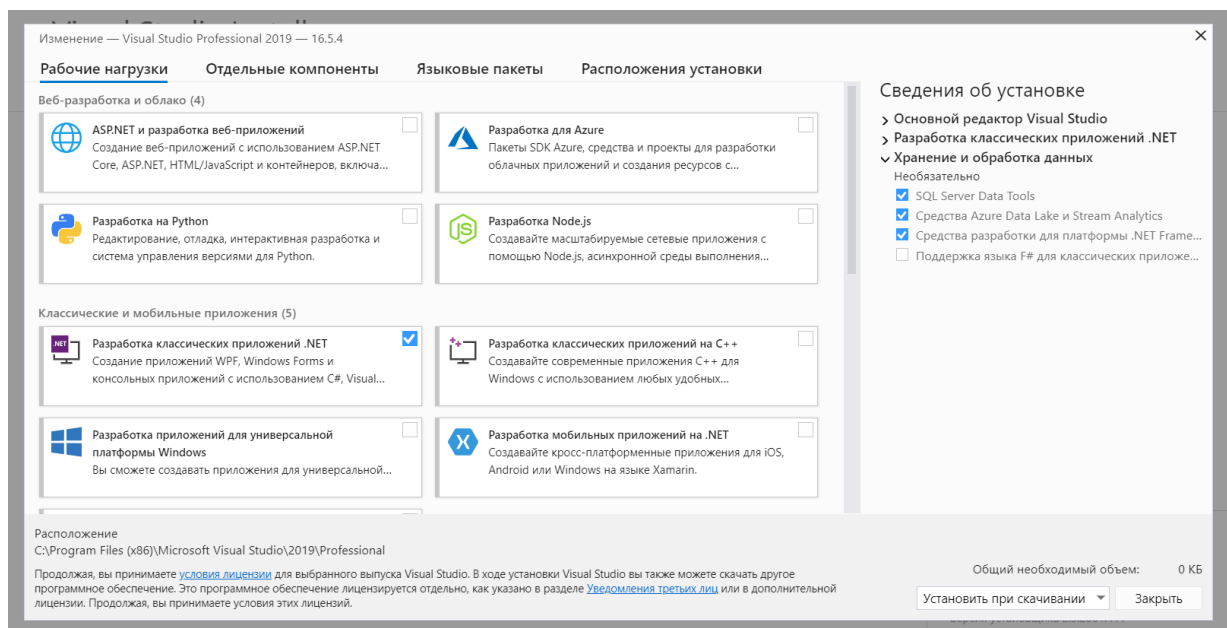 Изменение — Visual Studio Professional 2019 — 16.5.4
Рабочие нагрузки
Отдельные компоненты
Языковые пакеты
Расположения установки
Веб-разработка и облако (4)
ASP.NET и разработка веб-приложений
Создание веб-приложений с использованием ASP.NET
Core, ASP.NET, HTML/JavaScript и контейнеров, включа...
Разработка для Azure
Пакеты SDK Azure, средства и проекты для разработки
облачных приложений и создания ресурсов с...
Разработка на Python
Редактирование, отладка, интерактивная разработка и
система управления версиями для Python.
JS
Разработка Node.js
Создавайте масштабируемые сетевые приложения с
помощью Node.js, асинхронной среды выполнения...
Классические и мобильные приложения (5)
.NET
Разработка классических приложений .NET
Создание приложений WPF, Windows Forms и
консольных приложений с использованием C#, Visual...
Разработка классических приложений на C++
Создавайте современные приложения C++ для
Windows с использованием любых удобных...
Разработка приложений для универсальной
платформы Windows
Вы сможете создавать приложения для универсальной...
Разработка мобильных приложений на .NET
Создавайте кросс-платформенные приложения для iOS,
Android или Windows на языке Xamarin.
Сведения об установке
Основной редактор Visual Studio
Разработка классических приложений .NET
Хранение и обработка данных
Необязательно
SQL Server Data Tools
Средства Azure Data Lake и Stream Analytics
Средства разработки для платформы .NET Frame...
Поддержка языка F# для классических приложе...
Расположение
C:\Program Files (x86)\Microsoft Visual Studio\2019\Professional
Продолжая, вы принимаете условия лицензии для выбранного выпуска Visual Studio. В ходе установки Visual Studio вы также можете скачать другое
программное обеспечение. Это программное обеспечение лицензируется отдельно, как указано в разделе Уведомления третьих лиц или в дополнительной
лицензии. Продолжая, вы принимаете условия этих лицензий.
Общий необходимый объем: 0 КБ
Установить при скачивании
Закрыть